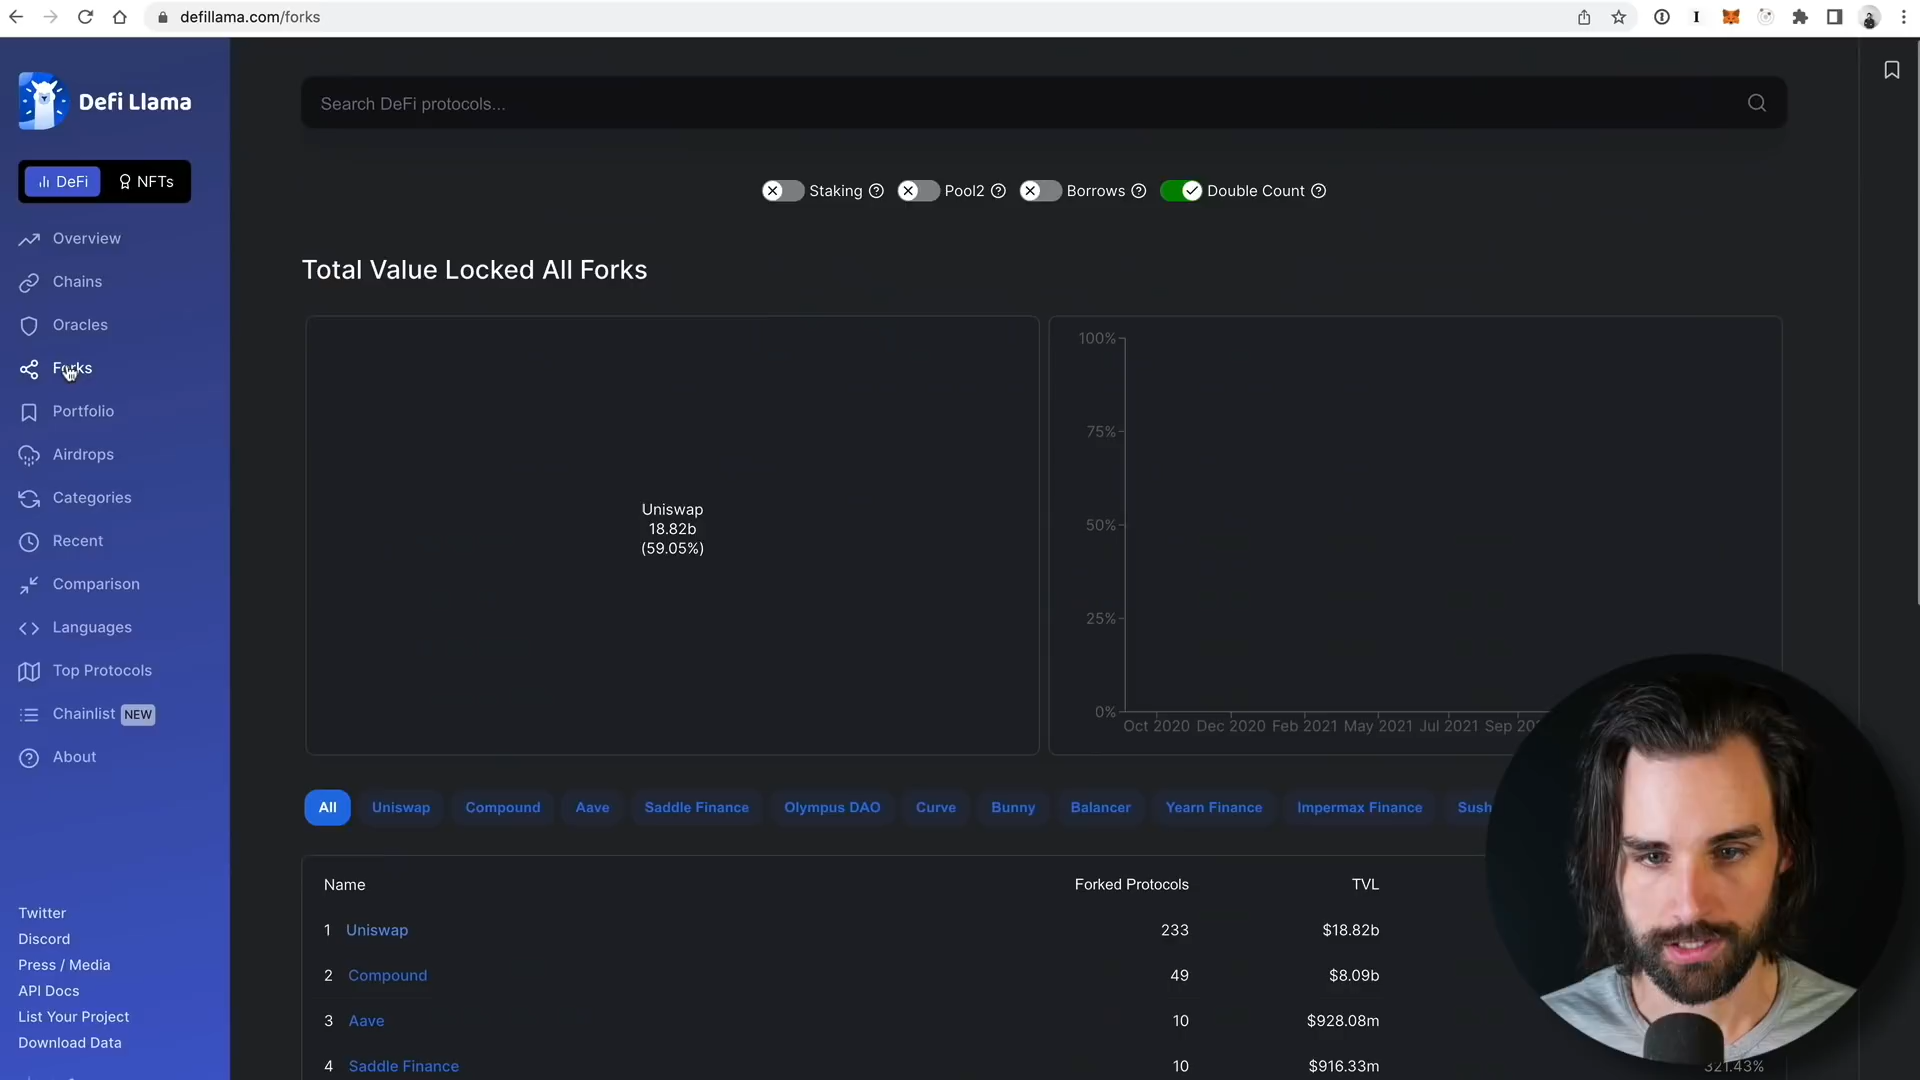 defillama.com/forks
Defi Llama
DeFi
NFTs
Overview
Chains
Oracles
Forks
Portfolio
Airdrops
Categories
Recent
Comparison
Languages
Top Protocols
Chainlist NEW
About
Twitter
Discord
Press / Media
API Docs
List Your Project
Download Data
Search DeFi protocols...
Staking
Pool2
Borrows
Double Count
Total Value Locked All Forks
Uniswap
18.82b
(59.05%)
100%
75%
50%
25%
0%
Oct 2020 Dec 2020 Feb 2021 May 2021 Jul 2021 Sep
All Uniswap Compound Aave Saddle Finance Olympus DAO Curve Bunny Balancer Yearn Finance Impermax Finance Sush
Name Forked Protocols TVL
1 Uniswap 233 $18.82b
2 Compound 49 $8.09b
3 Aave 10 $928.08m
4 Saddle Finance 10 $916.33m 321.43%